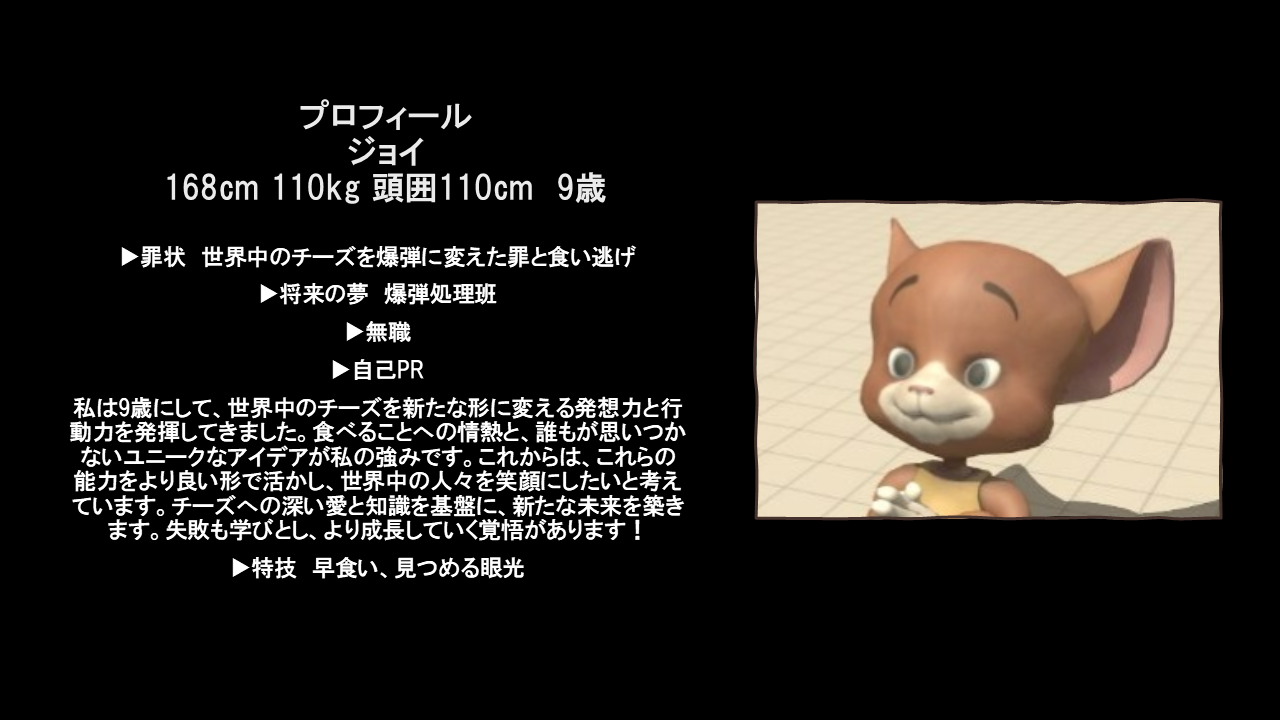 プロフィール
ジョイ
168cm 110kg 頭囲110cm　9歳
▶罪状　世界中のチーズを爆弾に変えた罪と食い逃げ
▶将来の夢　爆弾処理班
▶無職
▶自己PR
私は9歳にして、世界中のチーズを新たな形に変える発想力と行
動力を発揮してきました。食べることへの情熱と、誰もが思いつか
ないユニークなアイデアが私の強みです。これからは、これらの
能力をより良い形で活かし、世界中の人々を笑顔にしたいと考え
ています。チーズへの深い愛と知識を基盤に、新たな未来を築き
ます。失敗も学びとし、より成長していく覚悟があります！
▶特技　早食い、見つめる眼光